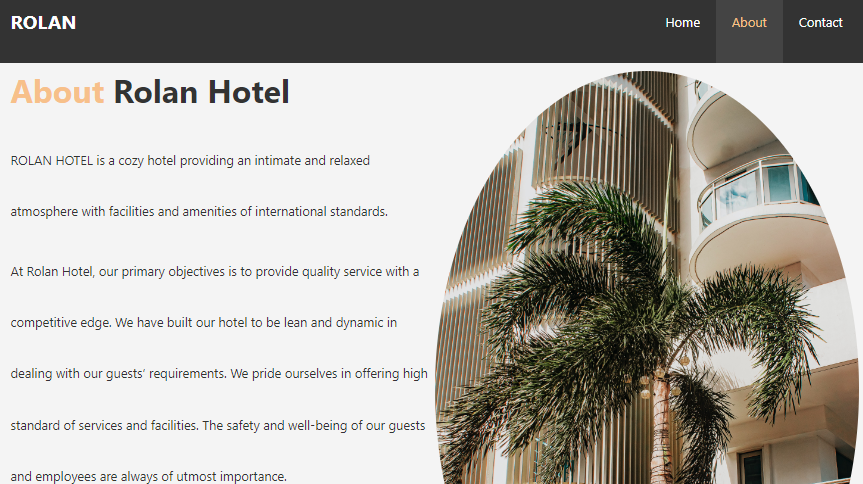 ROLAN
Home
About
Contact
About Rolan Hotel
ROLAN HOTEL is a cozy hotel providing an intimate and relaxed
atmosphere with facilities and amenities of international standards.
At Rolan Hotel, our primary objectives is to provide quality service with a
competitive edge. We have built our hotel to be lean and dynamic in
dealing with our guests’ requirements. We pride ourselves in offering high
standard of services and facilities. The safety and well-being of our guests
and employees are always of utmost importance.